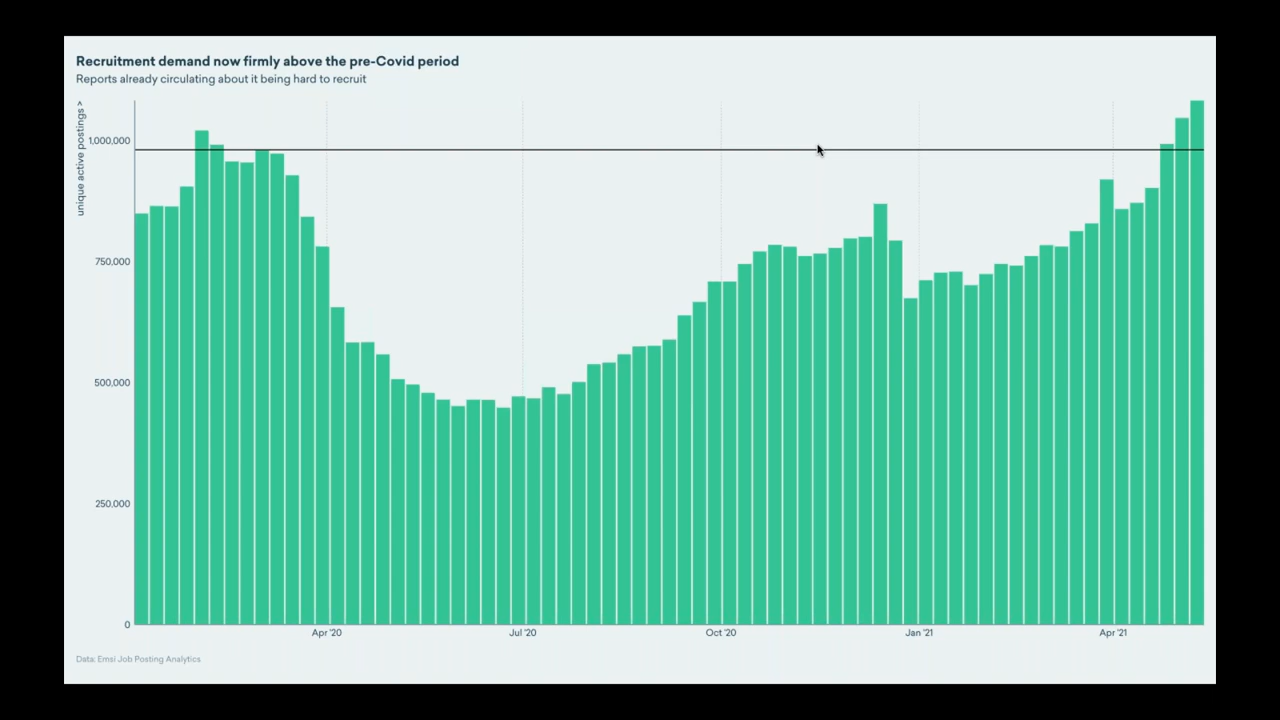 Recruitment demand now firmly above the pre-Covid period
Reports already circulating about it being hard to recruit
unique active postings >
1,000,000
750,000
500,000
250,000
0
Apr '20
Jul '20
Oct '20
Jan '21
Apr '21
Data: Emsi Job Posting Analytics